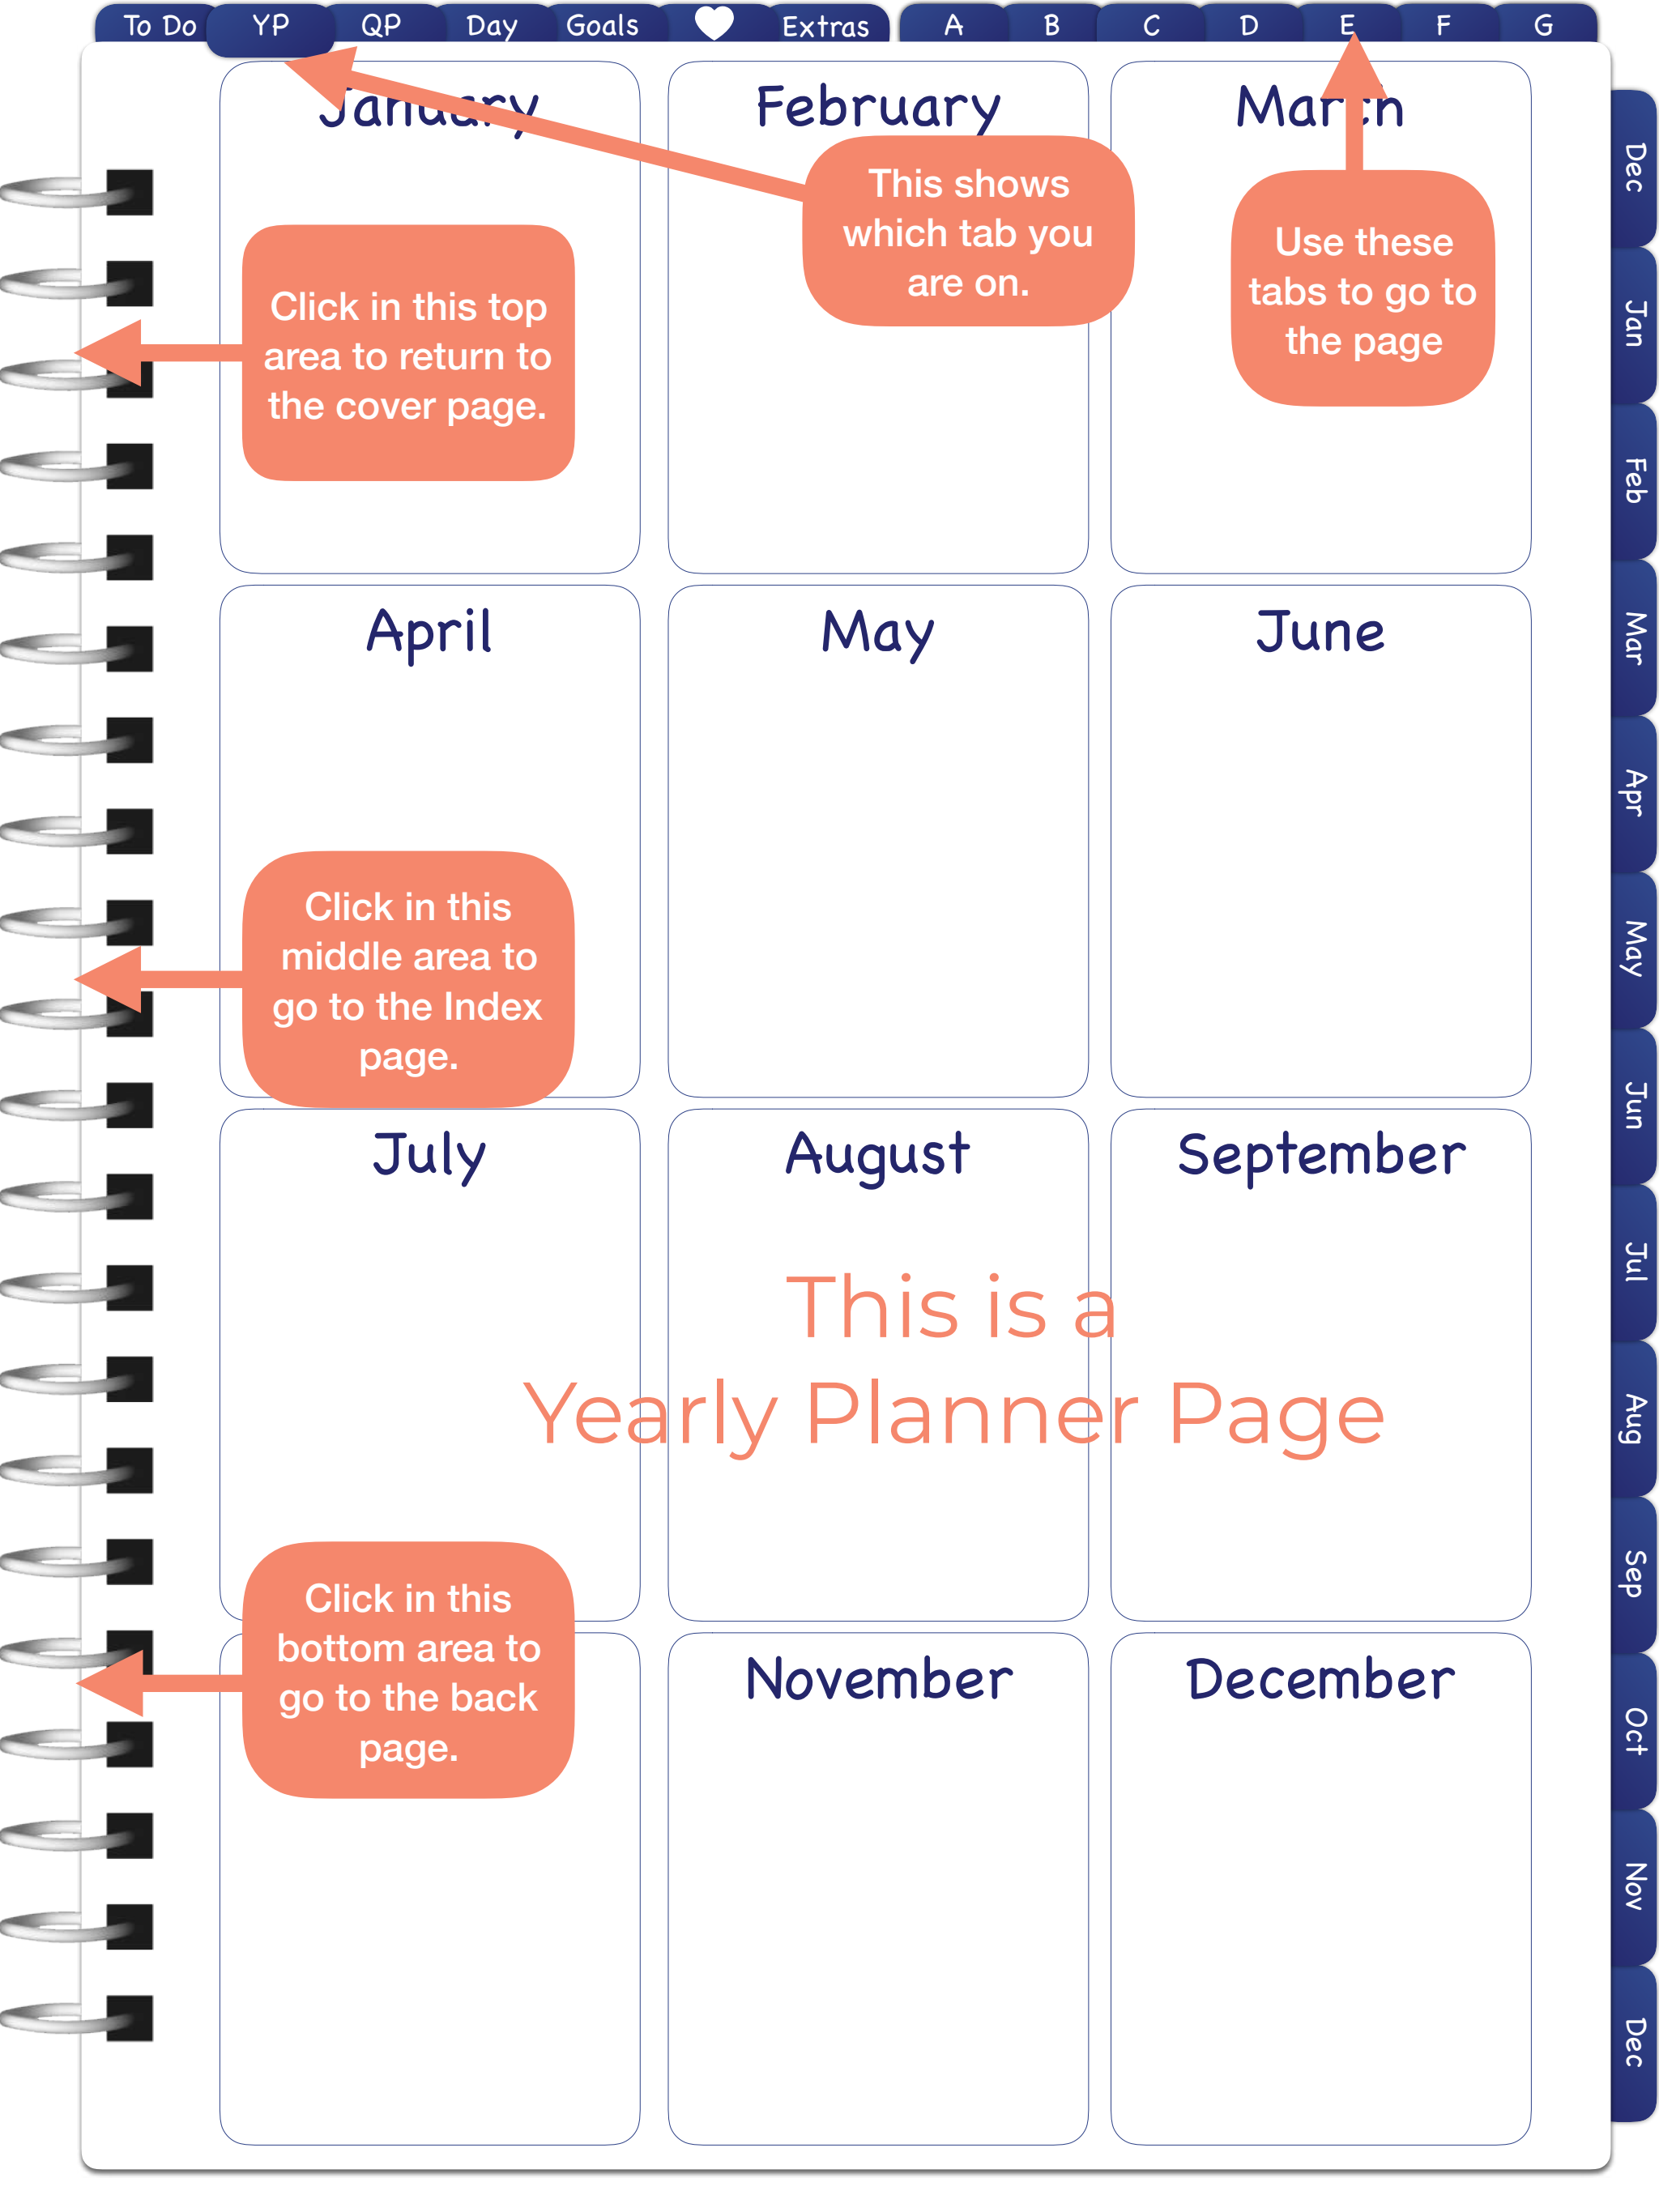 To Do YP QP Day Goals Extras A B C D E F G
January February March
This shows
which tab you
are on.
Use these
tabs to go to
the page
Click in this top
area to return to
the cover page.
April May June
Click in this
middle area to
go to the Index
page.
July August September
This is a
Yearly Planner Page
Click in this
bottom area to
go to the back
page.
November December
Dec
Jan
Feb
Mar
Apr
May
Jun
Jul
Aug
Sep
Oct
Nov
Dec